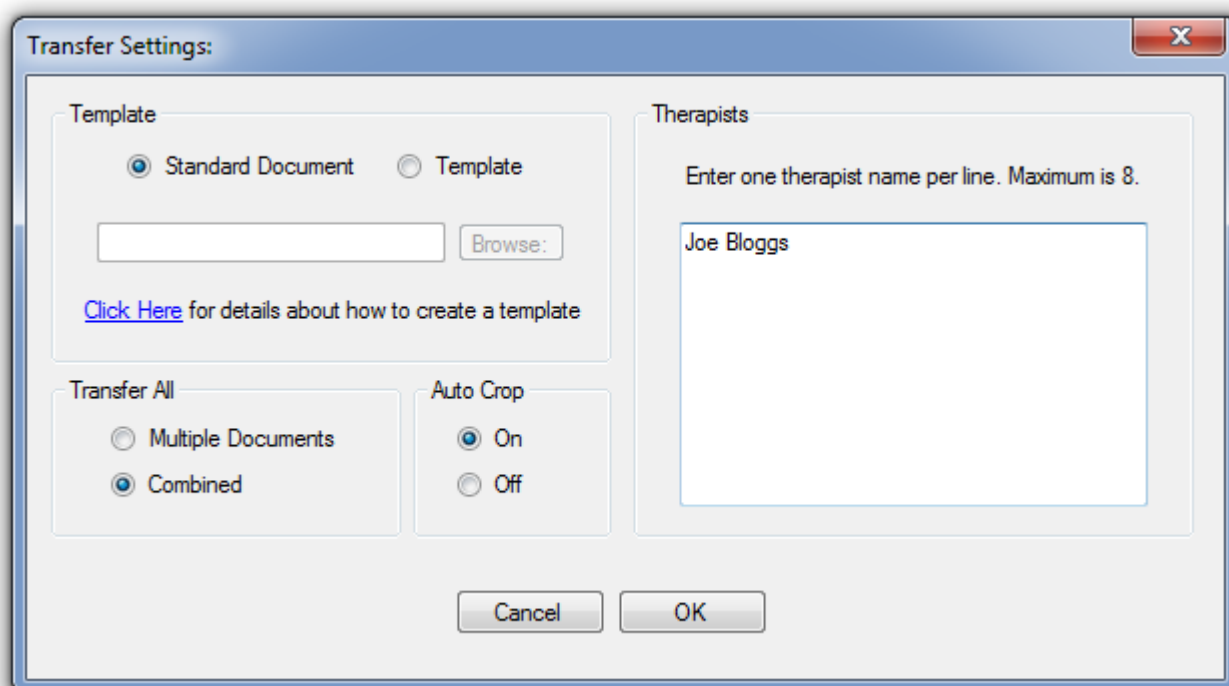 Transfer Settings:
Template
Standard Document
Template
Browse:
Click Here for details about how to create a template
Transfer All
Multiple Documents
Combined
Auto Crop
On
Off
Therapists
Enter one therapist name per line. Maximum is 8.
Joe Bloggs
Cancel
OK